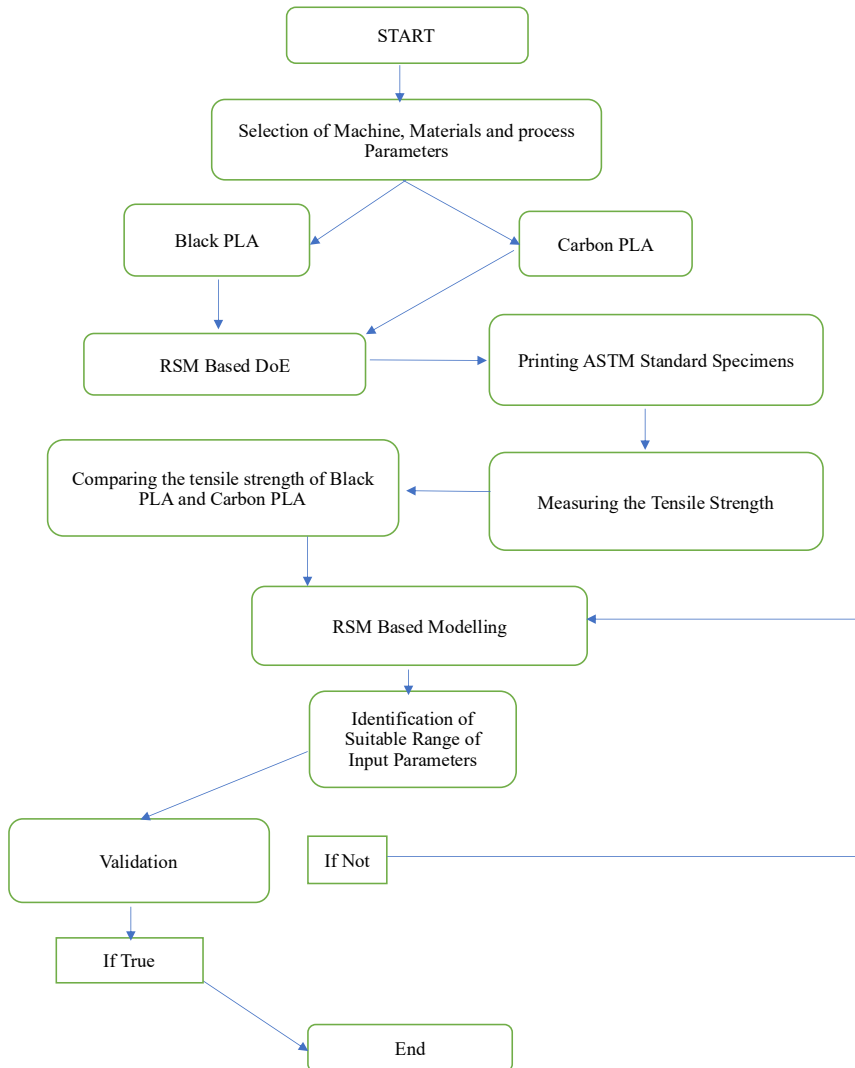 START
Selection of Machine, Materials and process
Parameters
Black PLA
Carbon PLA
RSM Based DoE
Printing ASTM Standard Specimens
Comparing the tensile strength of Black
PLA and Carbon PLA
Measuring the Tensile Strength
RSM Based Modelling
Identification of
Suitable Range of
Input Parameters
Validation
If Not
If True
End